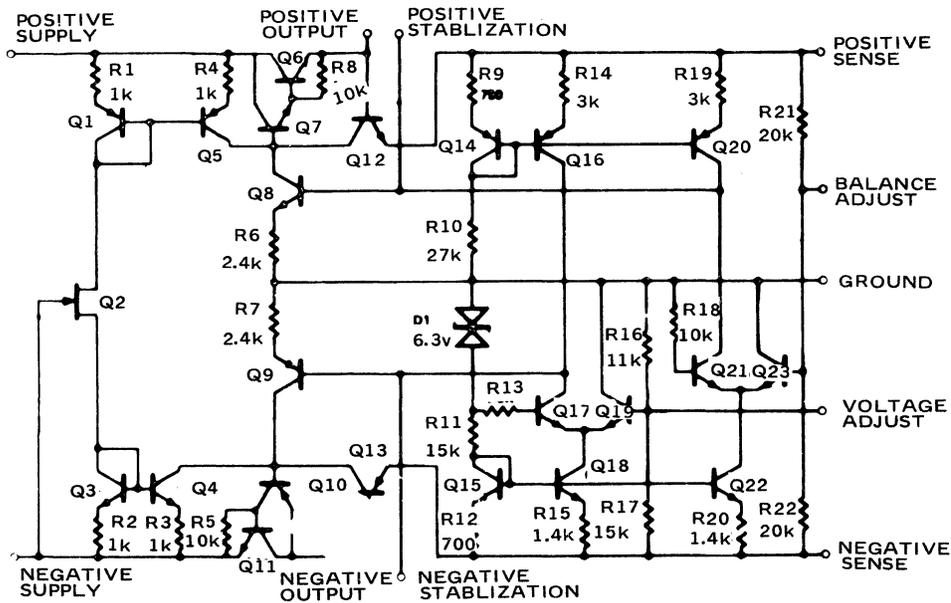 POSITIVE
SUPPLY
POSITIVE
OUTPUT
POSITIVE
STABLIZATION
POSITIVE
SENSE
R1
1k
R4
1k
Q6
R8
10k
R9
R14
3k
R19
3k
R21
20k
Q1
Q5
Q7
Q12
Q14
Q16
Q20
Q8
BALANCE
ADJUST
R6
2.4k
R10
27k
GROUND
Q2
R7
2.4k
D1
6.3v
R16
11k
R18
10k
Q9
Q21
Q23
R13
Q17
Q19
VOLTAGE
ADJUST
R11
15k
Q13
Q3
Q4
Q10
Q15
Q18
Q22
R2
1k
R3
1k
R5
10k
R12
700
R15
1.4k
R17
15k
R20
1.4k
R22
20k
Q11
NEGATIVE
SUPPLY
NEGATIVE
OUTPUT
NEGATIVE
STABLIZATION
NEGATIVE
SENSE